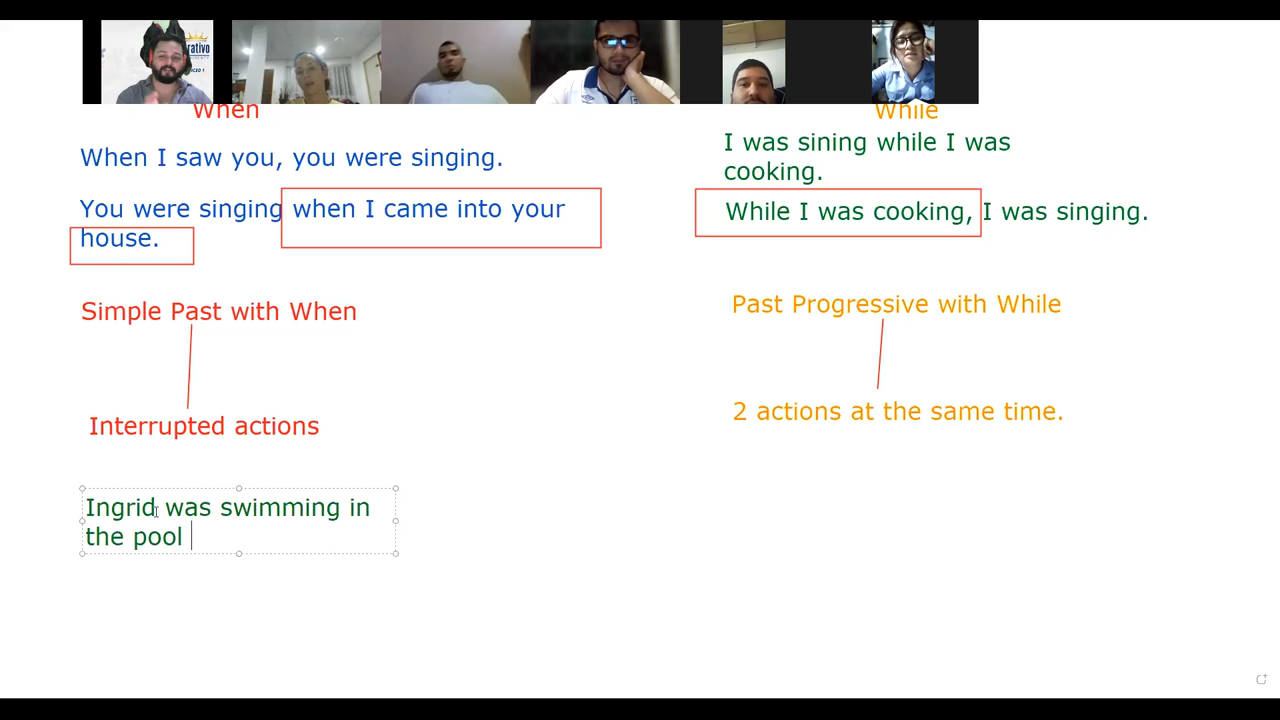 rativo
When
When I saw you, you were singing.
You were singing when I came into your
house.
Simple Past with When
Interrupted actions
Ingrid was swimming in
the pool
While
I was sining while I was
cooking.
While I was cooking, I was singing.
Past Progressive with While
2 actions at the same time.